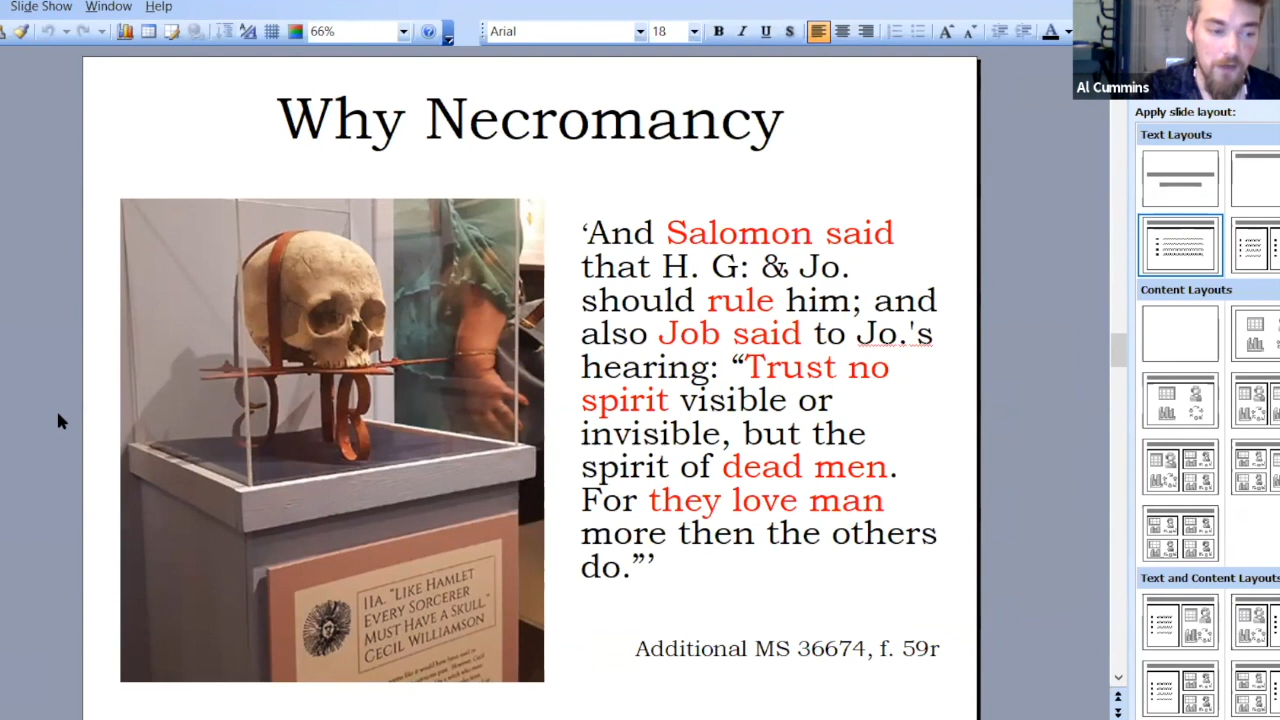 Slide Show Window Help
66%
Arial
18
B I U S
A
Al Cummins
Apply slide layout:
Text Layouts
Content Layouts
Text and Content Layouts
Why Necromancy
‘And Salomon said
that H. G: & Jo.
should rule him; and
also Job said to Jo.'s
hearing: “Trust no
spirit visible or
invisible, but the
spirit of dead men.
For they love man
more then the others
do.”’
Additional MS 36674, f. 59r
11A. "LIKE HAMLET
EVERY SORCERER
MUST HAVE A SKULL."
CECIL WILLIAMSON